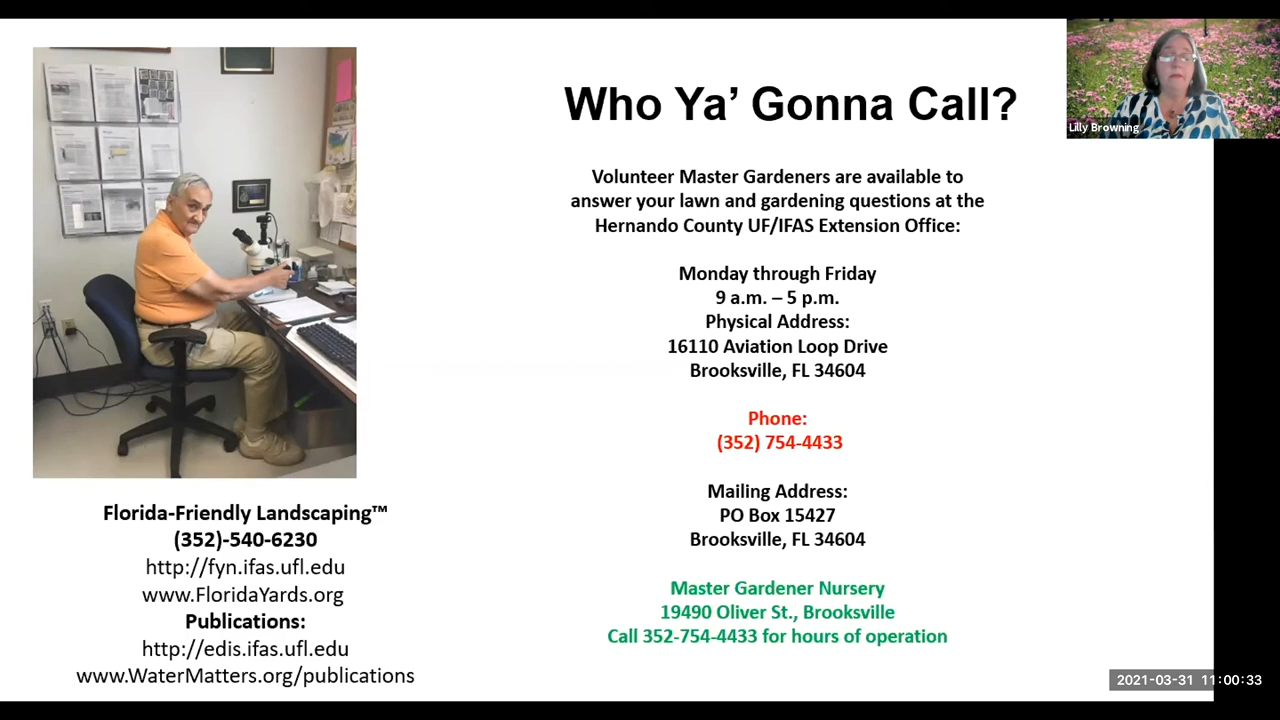 Who Ya' Gonna Call?
Lilly Browning
Volunteer Master Gardeners are available to
answer your lawn and gardening questions at the
Hernando County UF/IFAS Extension Office:
Monday through Friday
9 a.m. – 5 p.m.
Physical Address:
16110 Aviation Loop Drive
Brooksville, FL 34604
Phone:
(352) 754-4433
Mailing Address:
PO Box 15427
Brooksville, FL 34604
Master Gardener Nursery
19490 Oliver St., Brooksville
Call 352-754-4433 for hours of operation
Florida-Friendly Landscaping™
(352)-540-6230
http://fyn.ifas.ufl.edu
www.FloridaYards.org
Publications:
http://edis.ifas.ufl.edu
www.WaterMatters.org/publications
2021-03-31 11:00:33